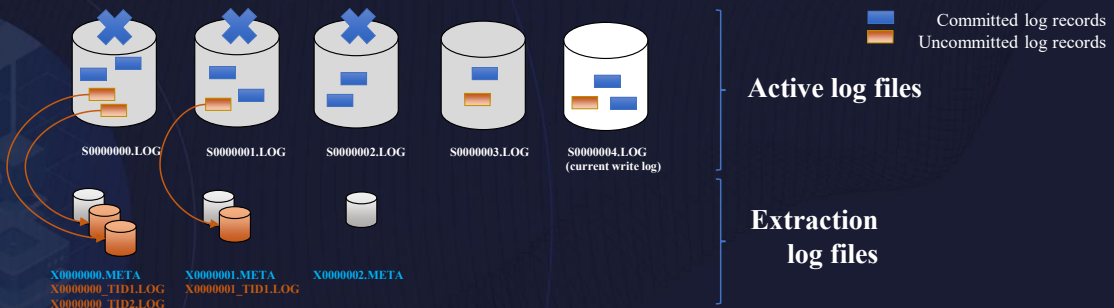 Committed log records
Uncommitted log records
Active log files
S0000000.LOG
S0000001.LOG
S0000002.LOG
S0000003.LOG
S0000004.LOG
(current write log)
Extraction
log files
X0000000.META
X0000000_TID1.LOG
X0000000_TID2.LOG
X0000001.META
X0000001_TID1.LOG
X0000002.META